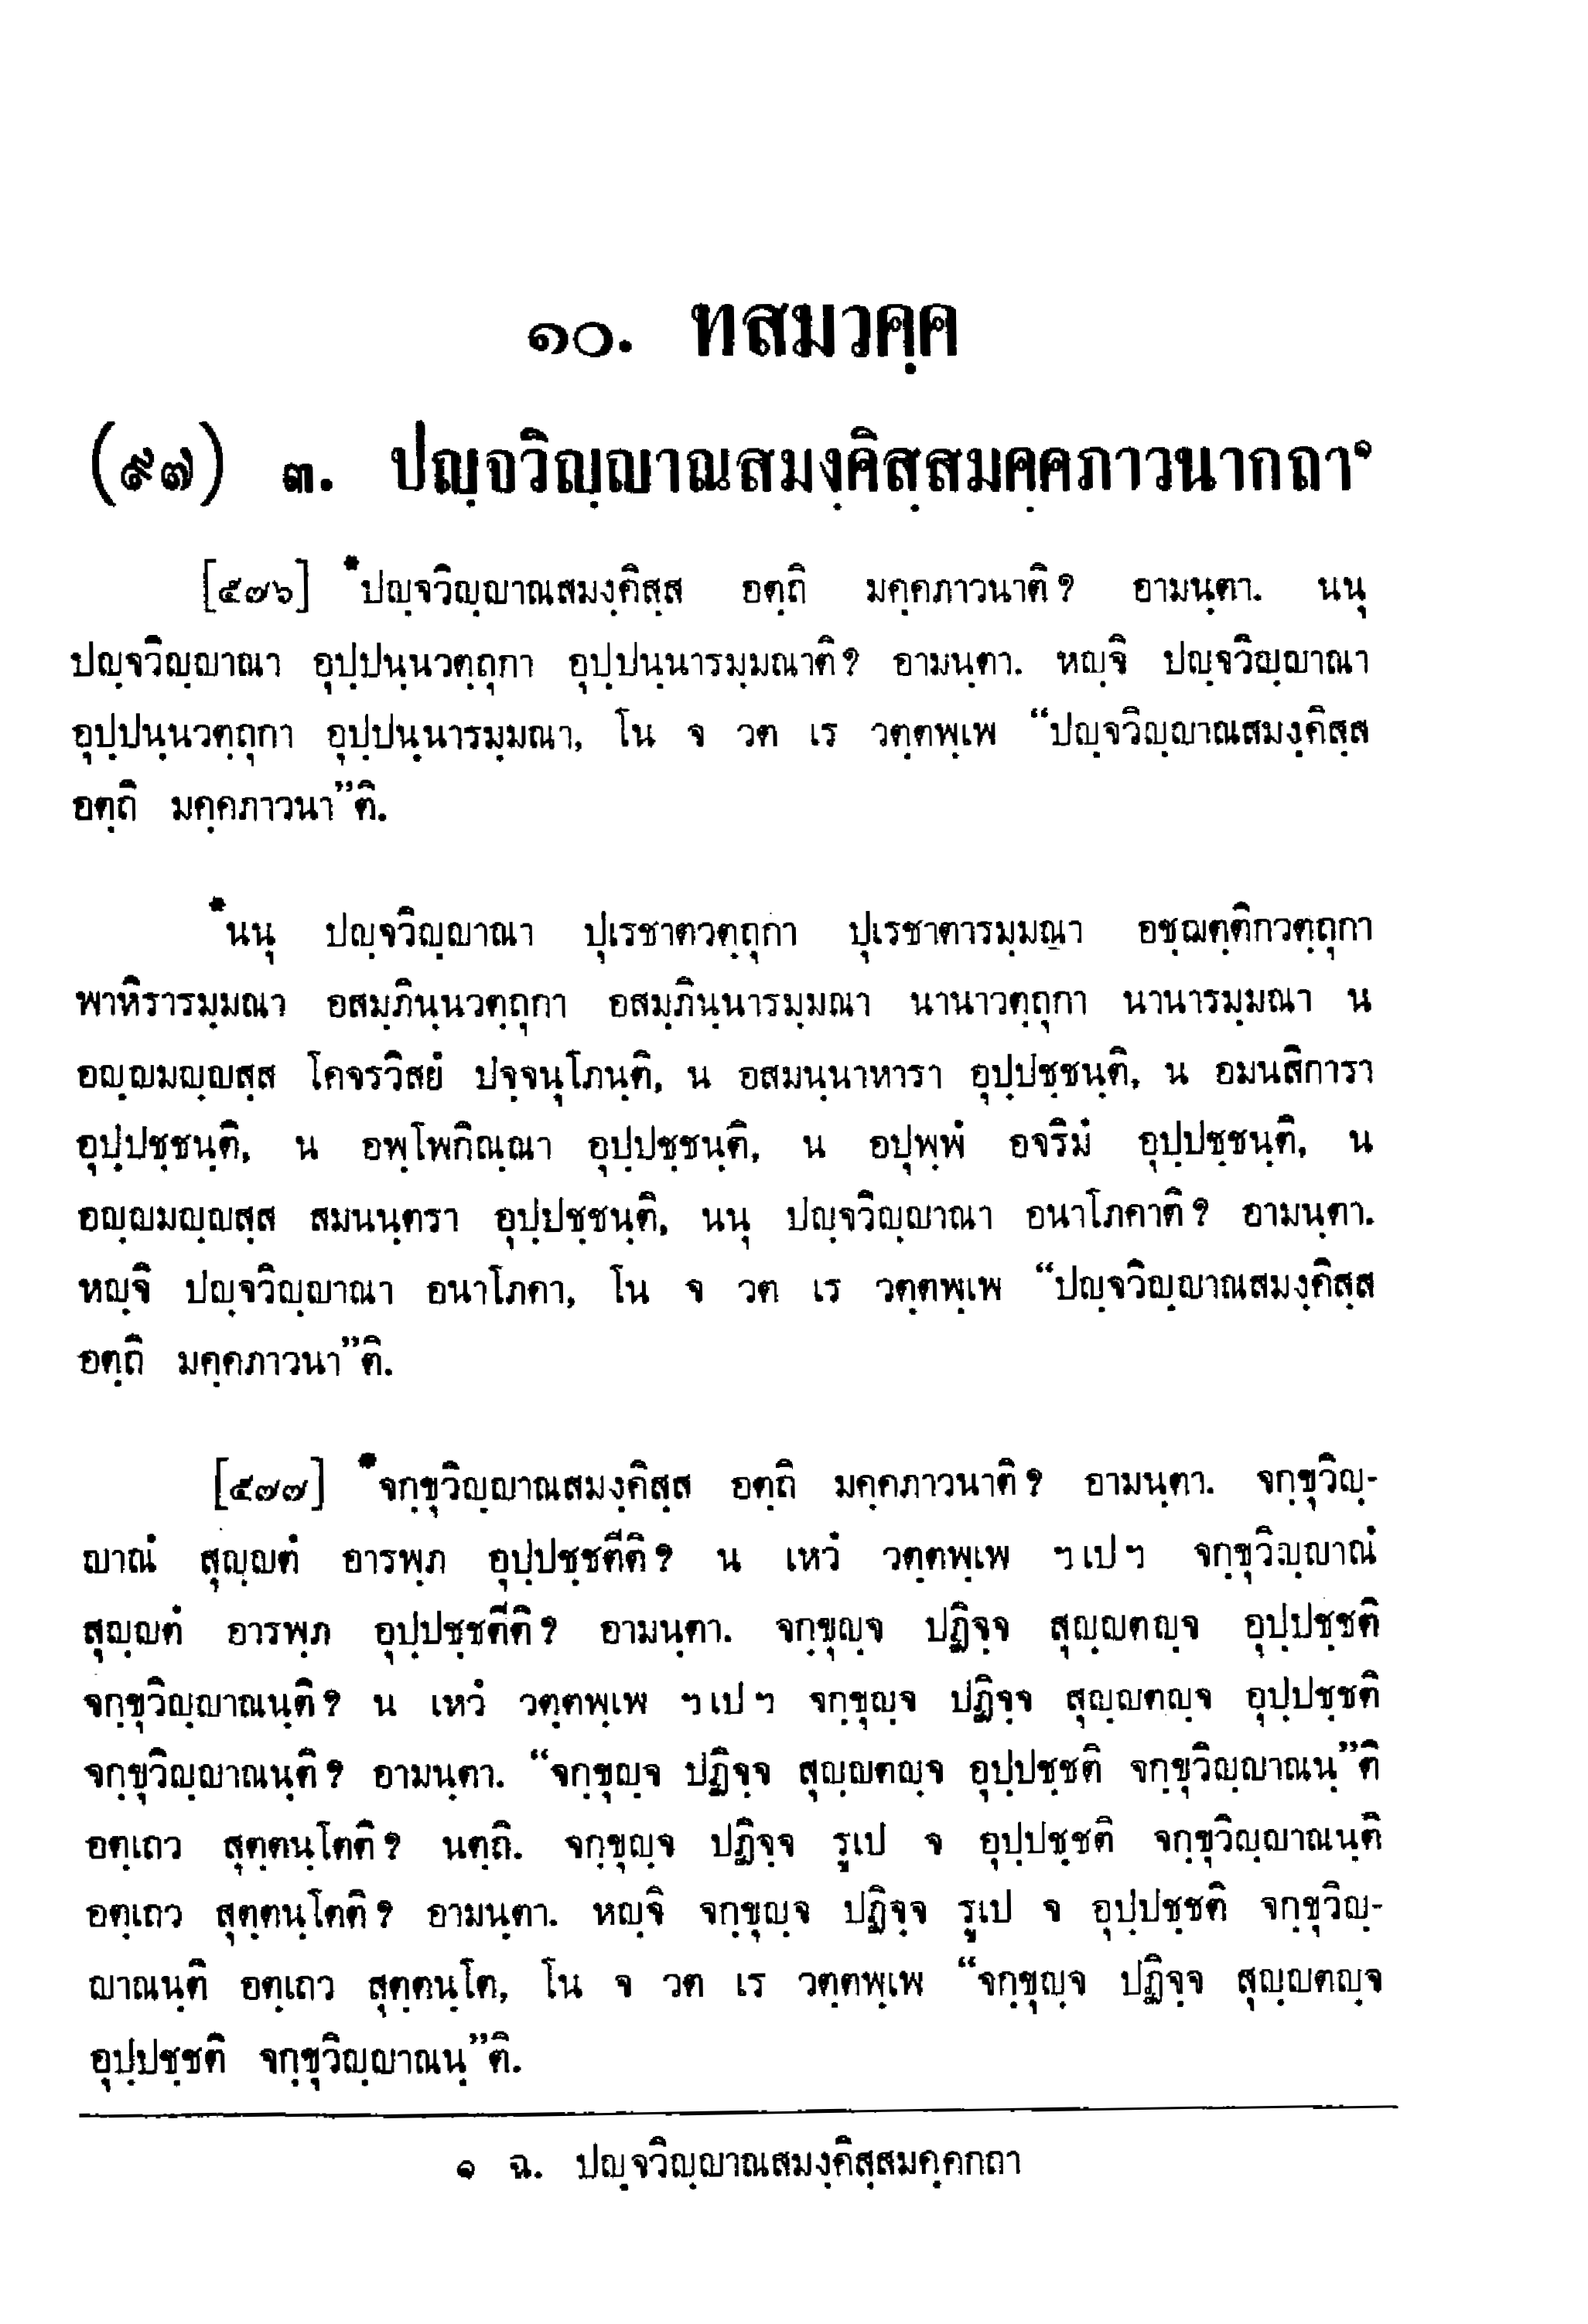 ๑๐. ทสมวคฺค
(๙๗) ๓. ปญฺจวิญฺญาณสมงฺคิสฺสมคฺคภาวนากถา๑
[๕๗๖] *ปญฺจวิญฺญาณสมงฺคิสฺส อตฺถิ มคฺคภาวนาติ? อามนฺตา. นนุ
ปญฺจวิญฺญาณา อุปฺปนฺนวตฺถุกา อุปฺปนฺนารมฺมณาติ? อามนฺตา. หญฺจิ ปญฺจวิญฺญาณา
อุปฺปนฺนวตฺถุกา อุปฺปนฺนารมฺมณา, โน จ วต เร วตฺตพฺเพ “ปญฺจวิญฺญาณสมงฺคิสฺส
อตฺถิ มคฺคภาวนา”ติ.
*นนุ ปญฺจวิญฺญาณา ปุเรชาตวตฺถุกา ปุเรชาตารมฺมณา อชฺฌตฺติกวตฺถุกา
พาหิรารมฺมณา อสมฺภินฺนวตฺถุกา อสมฺภินฺนารมฺมณา นานาวตฺถุกา นานารมฺมณา น
อญฺญมญฺญสฺส โคจรวิสยํ ปจฺจนุโภนฺติ, น อสมนฺนาหารา อุปฺปชฺชนฺติ, น อมนสิการา
อุปฺปชฺชนฺติ, น อพฺโพกิณฺณา อุปฺปชฺชนฺติ, น อปุพฺพํ อจริมํ อุปฺปชฺชนฺติ, น
อญฺญมญฺญสฺส สมนนฺตรา อุปฺปชฺชนฺติ, นนุ ปญฺจวิญฺญาณา อนาโภคาติ? อามนฺตา.
หญฺจิ ปญฺจวิญฺญาณา อนาโภคา, โน จ วต เร วตฺตพฺเพ “ปญฺจวิญฺญาณสมงฺคิสฺส
อตฺถิ มคฺคภาวนา”ติ.
[๕๗๗] *จกฺขุวิญฺญาณสมงฺคิสฺส อตฺถิ มคฺคภาวนาติ? อามนฺตา. จกฺขุวิญฺ-
ญาณํ สุญฺญตํ อารพฺภ อุปฺปชฺชตีติ? น เหวํ วตฺตพฺเพ ฯเปฯ จกฺขุวิญฺญาณํ
สุญฺญตํ อารพฺภ อุปฺปชฺชตีติ? อามนฺตา. จกฺขุญฺจ ปฏิจฺจ สุญฺญตญฺจ อุปฺปชฺชติ
จกฺขุวิญฺญาณนฺติ? น เหวํ วตฺตพฺเพ ฯเปฯ จกฺขุญฺจ ปฏิจฺจ สุญฺญตญฺจ อุปฺปชฺชติ
จกฺขุวิญฺญาณนฺติ? อามนฺตา. “จกฺขุญฺจ ปฏิจฺจ สุญฺญตญฺจ อุปฺปชฺชติ จกฺขุวิญฺญาณนฺ”ติ
อตฺเถว สุตฺตนฺโตติ? นตฺถิ. จกฺขุญฺจ ปฏิจฺจ รูเป จ อุปฺปชฺชติ จกฺขุวิญฺญาณนฺติ
อตฺเถว สุตฺตนฺโตติ? อามนฺตา. หญฺจิ จกฺขุญฺจ ปฏิจฺจ รูเป จ อุปฺปชฺชติ จกฺขุวิญฺ-
ญาณนฺติ อตฺเถว สุตฺตนฺโต, โน จ วต เร วตฺตพฺเพ “จกฺขุญฺจ ปฏิจฺจ สุญฺญตญฺจ
อุปฺปชฺชติ จกฺขุวิญฺญาณนฺ”ติ.
๑ ฉ. ปญฺจวิญฺญาณสมงฺคิสฺสมคฺคกถา